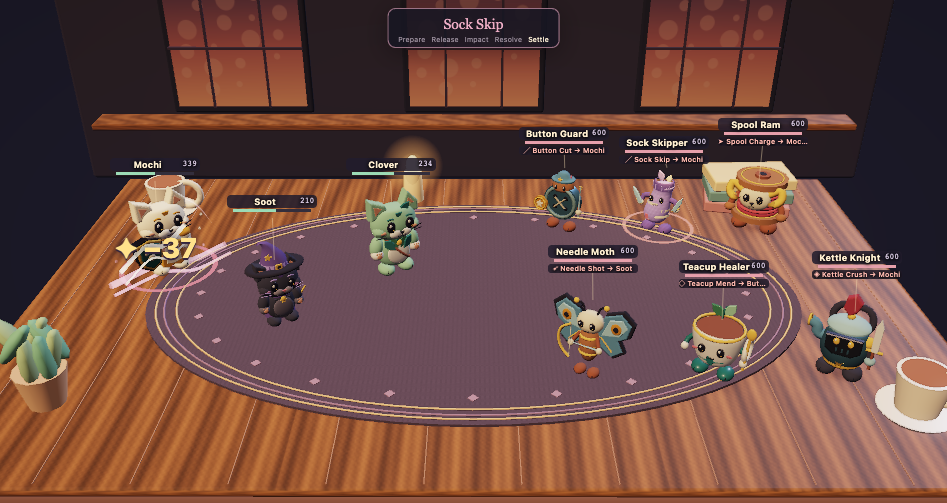 Sock Skip
Prepare Release Impact Resolve Settle
Mochi 339
Soot 210
Clover 234
Button Guard 600
Button Cut → Mochi
Sock Skipper 600
Sock Skip → Mochi
Spool Ram 600
Spool Charge → Moc...
-37
Needle Moth 600
Needle Shot → Soot
Teacup Healer 600
Teacup Mend → But...
Kettle Knight 600
Kettle Crush → Mochi